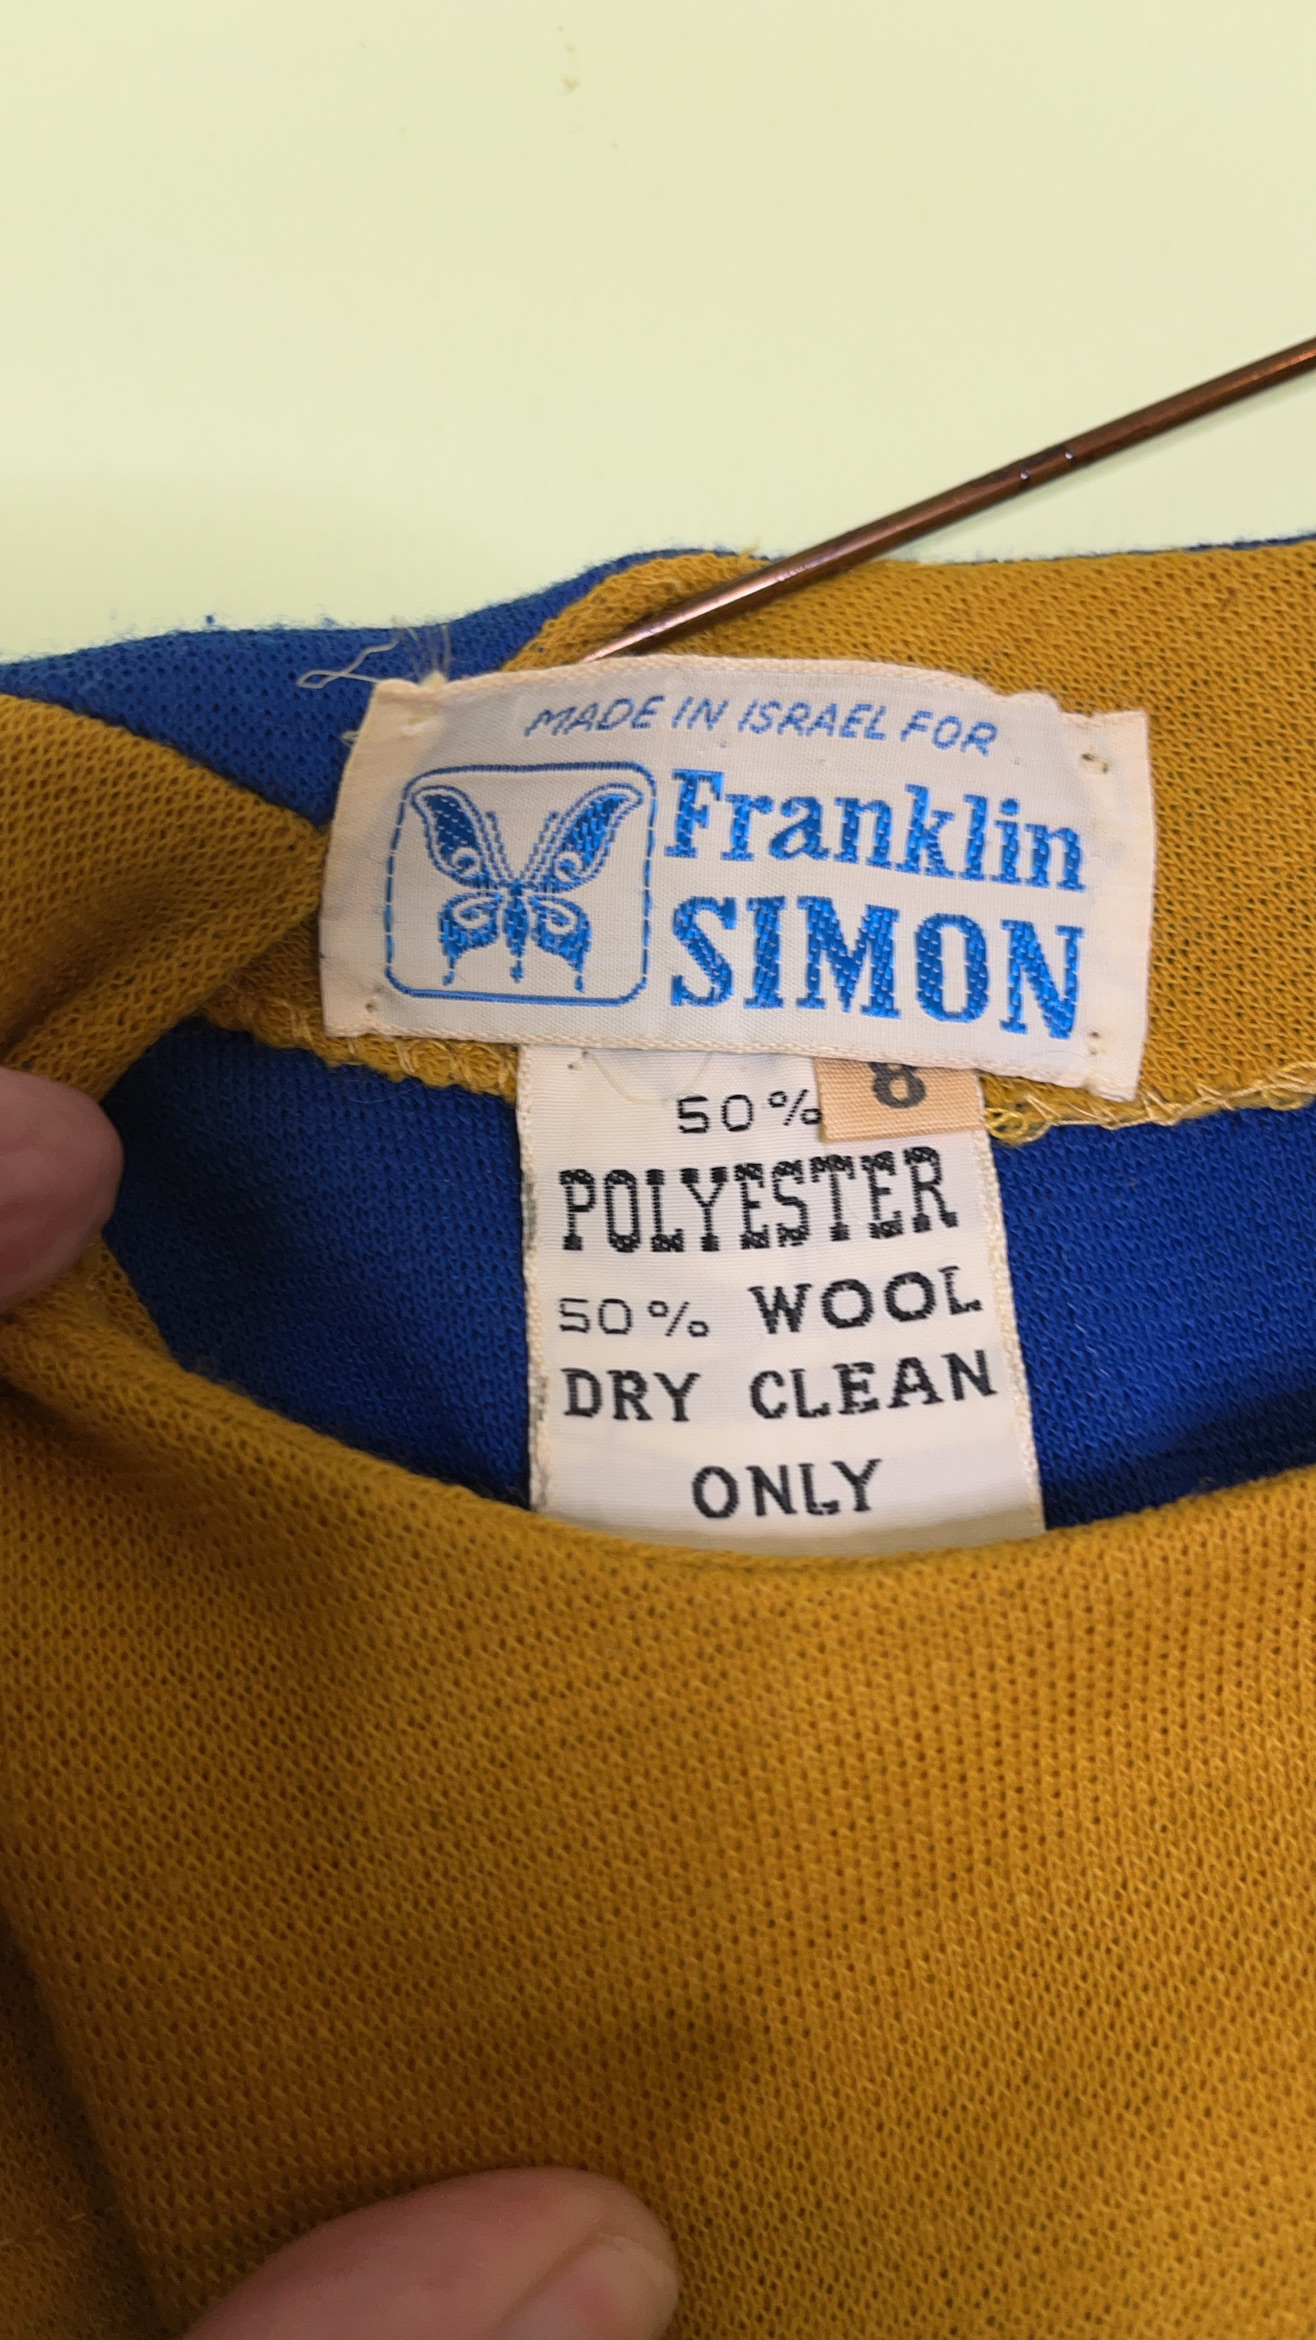 MADE IN ISRAEL FOR
Franklin
SIMON
8
50%
POLYESTER
50% WOOL
DRY CLEAN
ONLY